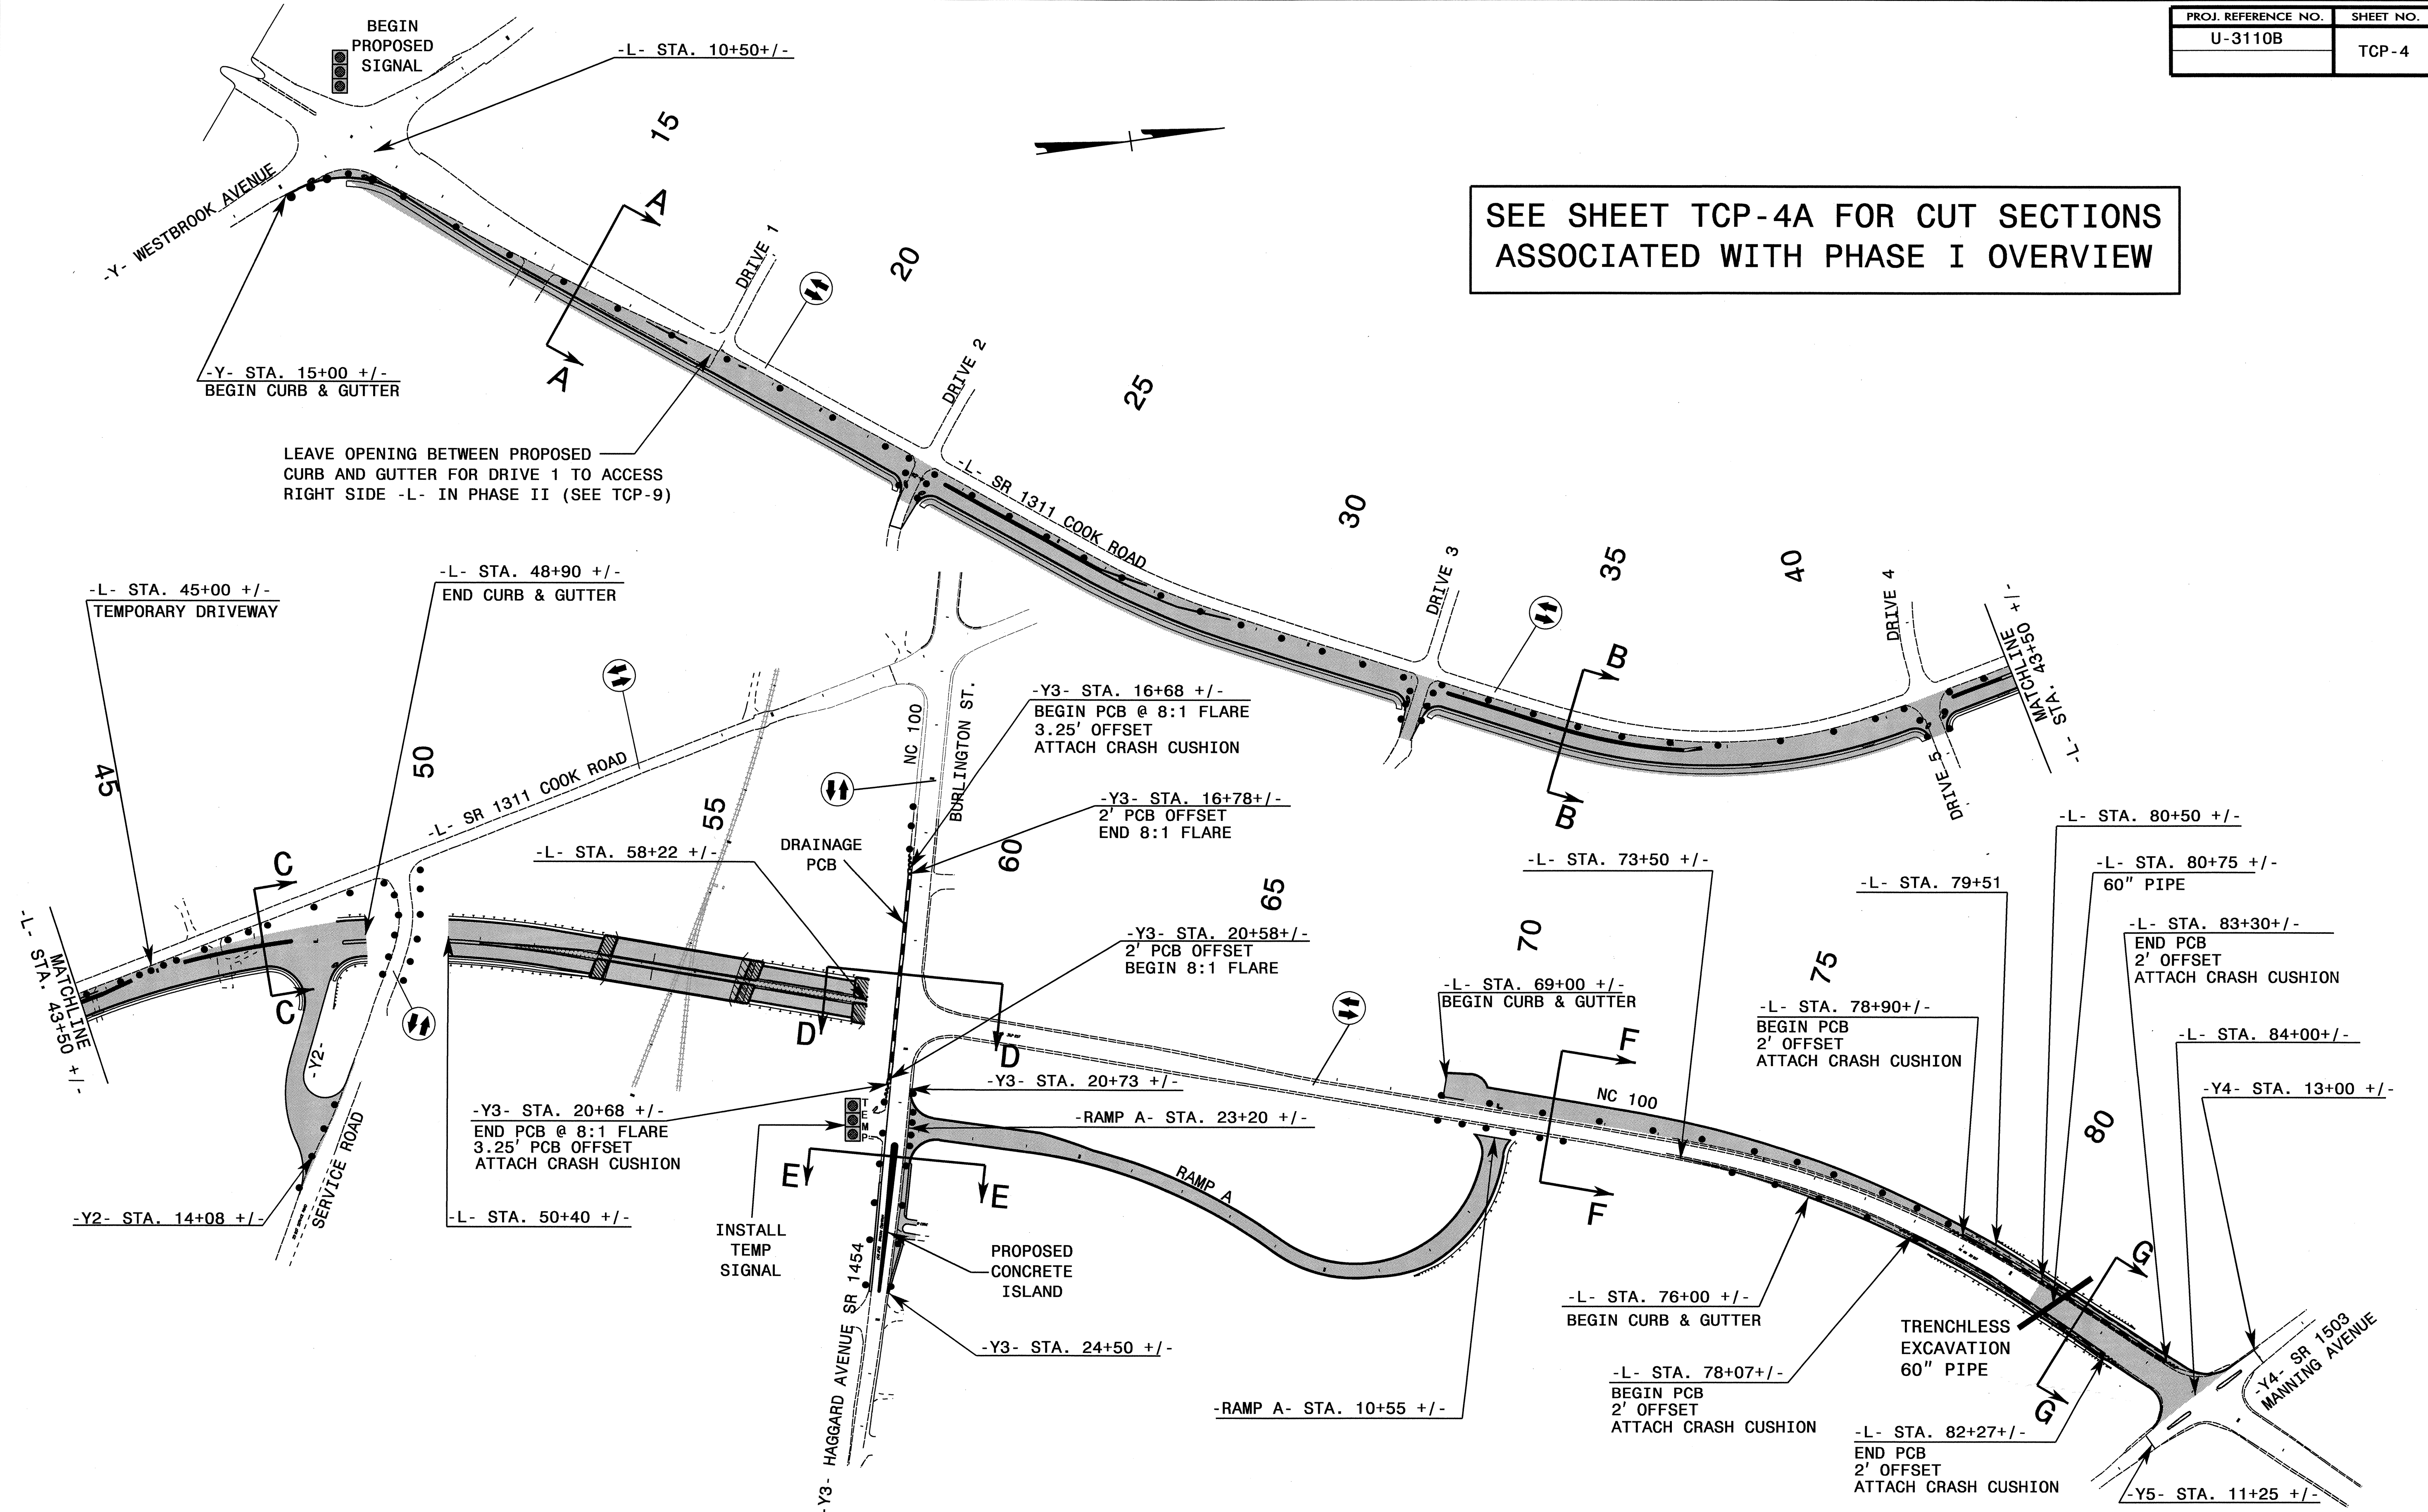 PROJ. REFERENCE NO.
SHEET NO.
U-3110B
TCP-4
BEGIN
PROPOSED
SIGNAL
-L- STA. 10+50+/-
15
SEE SHEET TCP-4A FOR CUT SECTIONS
ASSOCIATED WITH PHASE I OVERVIEW
-Y- WESTBROOK AVENUE
A
A
DRIVE 1
20
-Y- STA. 15+00 +/-
BEGIN CURB & GUTTER
DRIVE 2
25
LEAVE OPENING BETWEEN PROPOSED
CURB AND GUTTER FOR DRIVE 1 TO ACCESS
RIGHT SIDE -L- IN PHASE II (SEE TCP-9)
-L- SR 1311 COOK ROAD
30
DRIVE 3
35
40
DRIVE 4
B
B
DRIVE 5
MATCHLINE
-L- STA. 43+50 +/-
-L- STA. 45+00 +/-
TEMPORARY DRIVEWAY
-L- STA. 48+90 +/-
END CURB & GUTTER
45
50
-L- SR 1311 COOK ROAD
55
NC 100
BURLINGTON ST.
-Y3- STA. 16+68 +/-
BEGIN PCB @ 8:1 FLARE
3.25' OFFSET
ATTACH CRASH CUSHION
-Y3- STA. 16+78+/-
2' PCB OFFSET
END 8:1 FLARE
DRAINAGE
PCB
-L- STA. 58+22 +/-
60
C
C
MATCHLINE
-L- STA. 43+50 +/-
-Y2-
SERVICE ROAD
-Y2- STA. 14+08 +/-
-L- STA. 50+40 +/-
D
D
-Y3- STA. 20+58+/-
2' PCB OFFSET
BEGIN 8:1 FLARE
-Y3- STA. 20+68 +/-
END PCB @ 8:1 FLARE
3.25' PCB OFFSET
ATTACH CRASH CUSHION
TEMP
-Y3- STA. 20+73 +/-
-RAMP A- STA. 23+20 +/-
E
E
INSTALL
TEMP
SIGNAL
PROPOSED
CONCRETE
ISLAND
-Y3- HAGGARD AVENUE SR 1454
-Y3- STA. 24+50 +/-
RAMP A
-RAMP A- STA. 10+55 +/-
65
70
75
80
-L- STA. 69+00 +/-
BEGIN CURB & GUTTER
NC 100
F
F
-L- STA. 73+50 +/-
-L- STA. 79+51
-L- STA. 80+50 +/-
-L- STA. 80+75 +/-
60" PIPE
-L- STA. 83+30+/-
END PCB
2' OFFSET
ATTACH CRASH CUSHION
-L- STA. 78+90+/-
BEGIN PCB
2' OFFSET
ATTACH CRASH CUSHION
-L- STA. 84+00+/-
-Y4- STA. 13+00 +/-
-L- STA. 76+00 +/-
BEGIN CURB & GUTTER
-L- STA. 78+07+/-
BEGIN PCB
2' OFFSET
ATTACH CRASH CUSHION
TRENCHLESS
EXCAVATION
60" PIPE
G
G
-L- STA. 82+27+/-
END PCB
2' OFFSET
ATTACH CRASH CUSHION
-Y4- SR 1503
MANNING AVENUE
-Y5- STA. 11+25 +/-